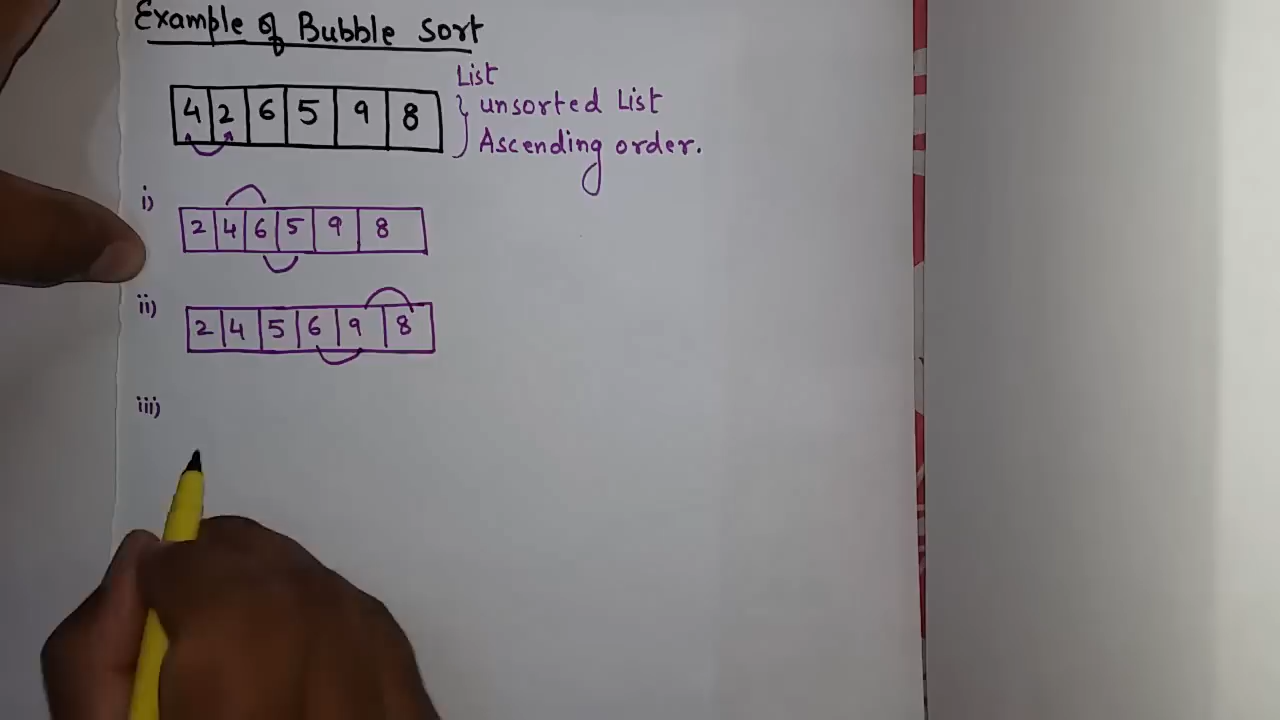 Example of Bubble Sort
List
4 2 6 5 9 8
unsorted List
Ascending order.
i)
2 4 6 5 9 8
ii)
2 4 5 6 9 8
iii)